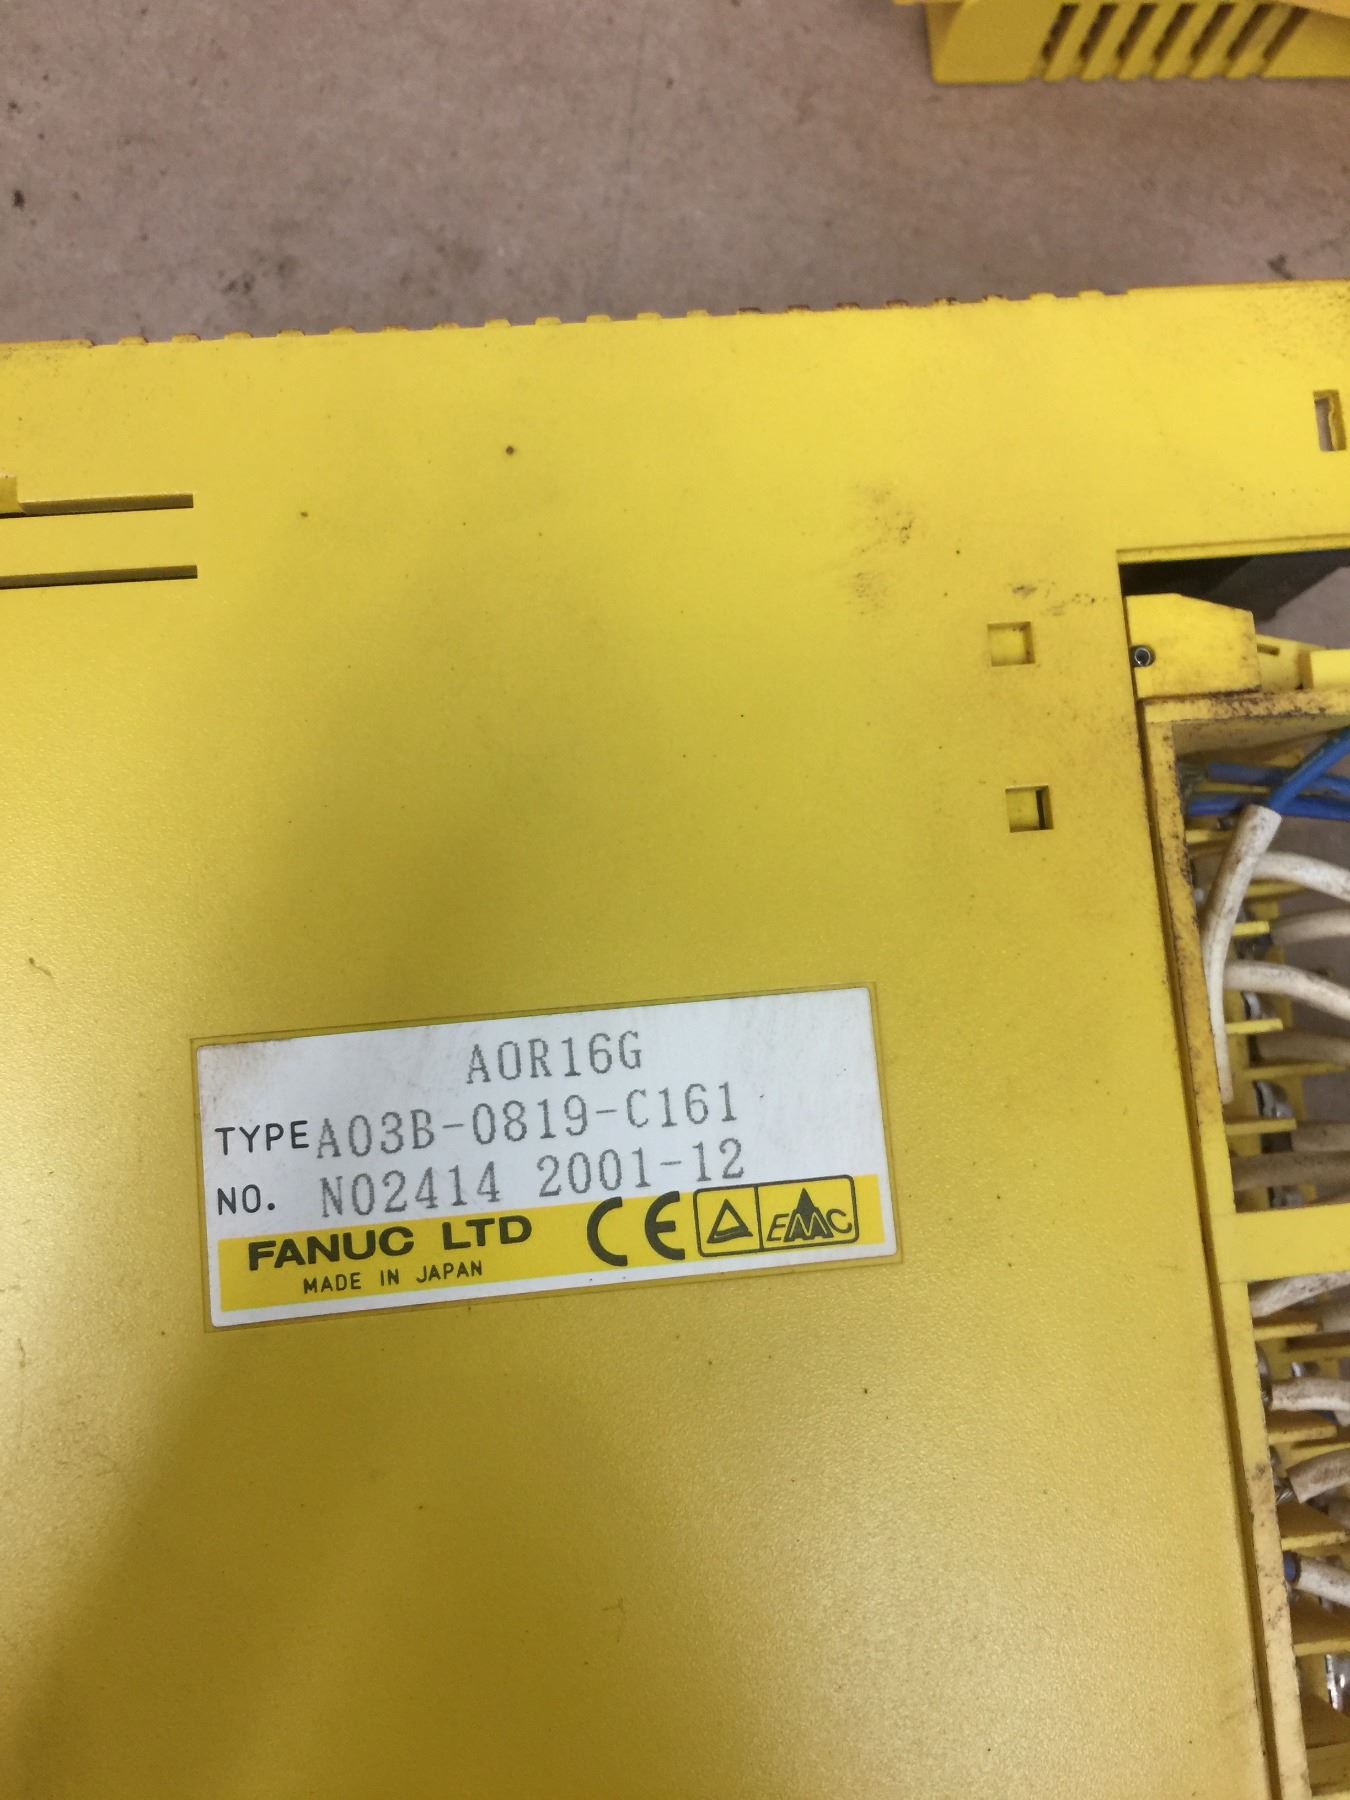 AOR16G
TYPE A03B-0819-C161
NO. N02414 2001-12
FANUC LTD CE EMC
MADE IN JAPAN